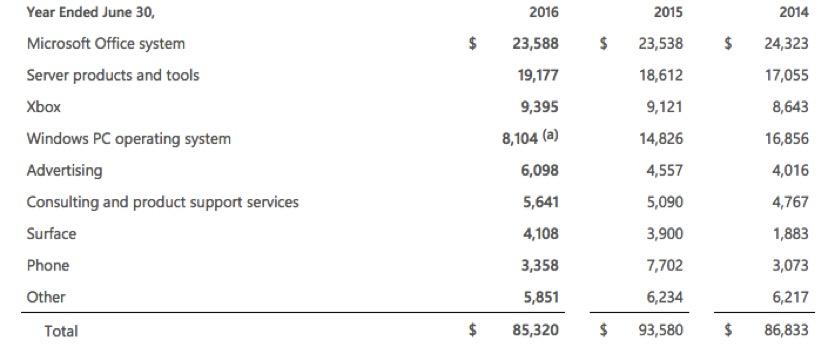 Year Ended June 30, 2016 2015 2014
Microsoft Office system $ 23,588 $ 23,538 $ 24,323
Server products and tools 19,177 18,612 17,055
Xbox 9,395 9,121 8,643
Windows PC operating system 8,104 (a) 14,826 16,856
Advertising 6,098 4,557 4,016
Consulting and product support services 5,641 5,090 4,767
Surface 4,108 3,900 1,883
Phone 3,358 7,702 3,073
Other 5,851 6,234 6,217
Total $ 85,320 $ 93,580 $ 86,833